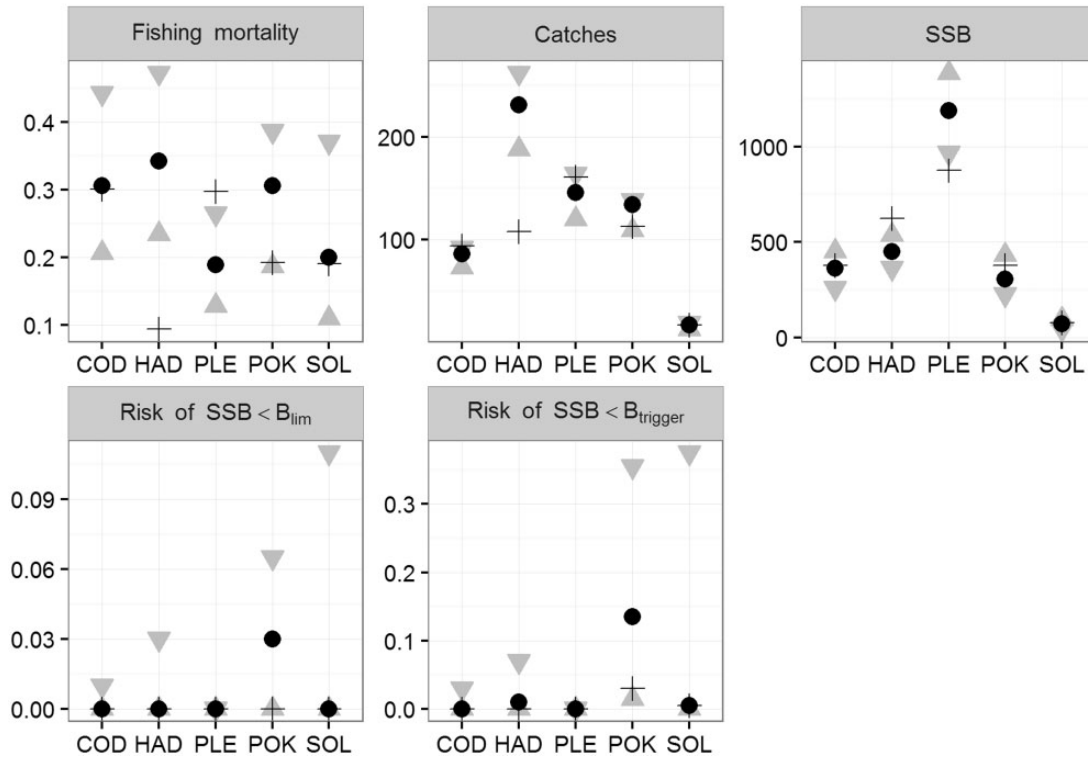 Fishing mortality
Catches
SSB
0.4
0.3
0.2
0.1
200
100
1000
500
0
COD HAD PLE POK SOL
COD HAD PLE POK SOL
COD HAD PLE POK SOL
Risk of SSB < Blim
Risk of SSB < Btrigger
0.09
0.06
0.03
0.00
0.3
0.2
0.1
0.0
COD HAD PLE POK SOL
COD HAD PLE POK SOL